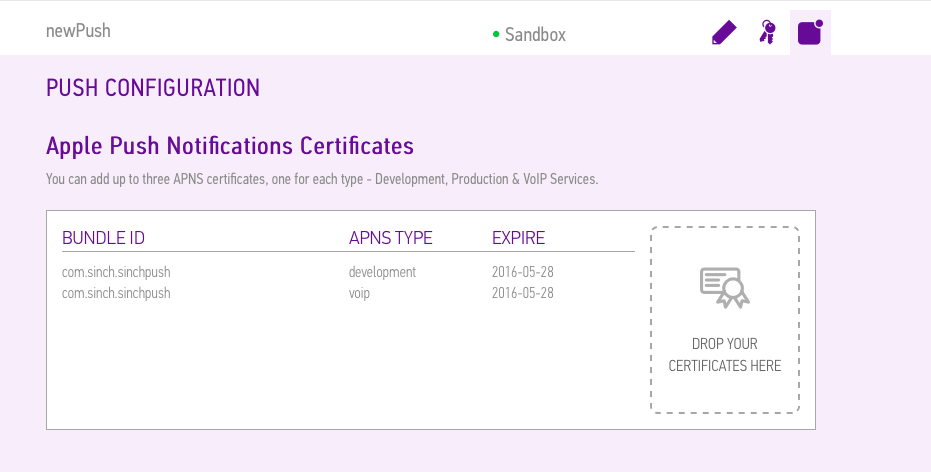 newPush
Sandbox
PUSH CONFIGURATION
Apple Push Notifications Certificates
You can add up to three APNS certificates, one for each type - Development, Production & VoIP Services.
BUNDLE ID APNS TYPE EXPIRE
com.sinch.sinchpush development 2016-05-28
com.sinch.sinchpush voip 2016-05-28
DROP YOUR
CERTIFICATES HERE